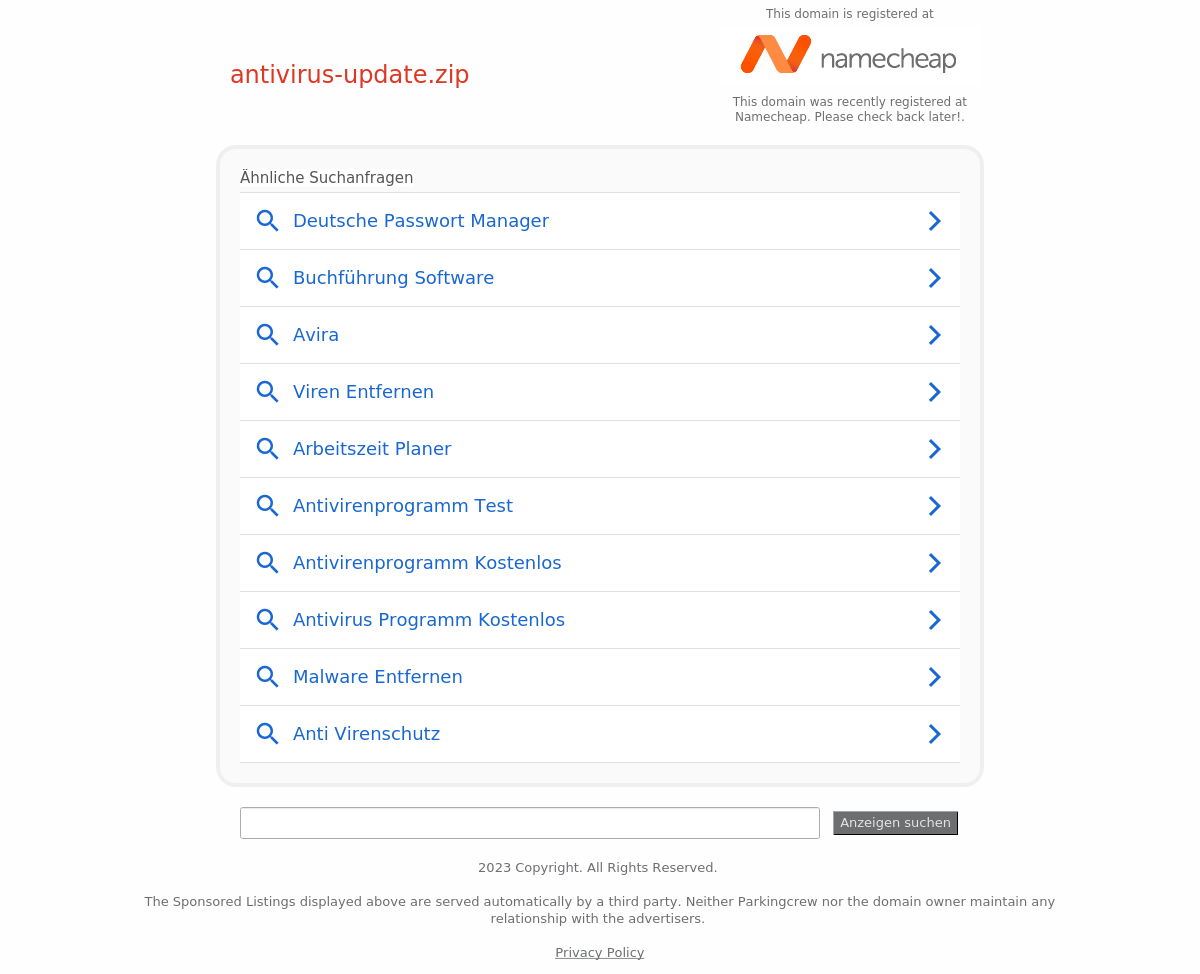 This domain is registered at
namecheap
antivirus-update.zip
This domain was recently registered at
Namecheap. Please check back later!.
Ähnliche Suchanfragen
Deutsche Passwort Manager
Buchführung Software
Avira
Viren Entfernen
Arbeitszeit Planer
Antivirenprogramm Test
Antivirenprogramm Kostenlos
Antivirus Programm Kostenlos
Malware Entfernen
Anti Virenschutz
Anzeigen suchen
2023 Copyright. All Rights Reserved.
The Sponsored Listings displayed above are served automatically by a third party. Neither Parkingcrew nor the domain owner maintain any
relationship with the advertisers.
Privacy Policy